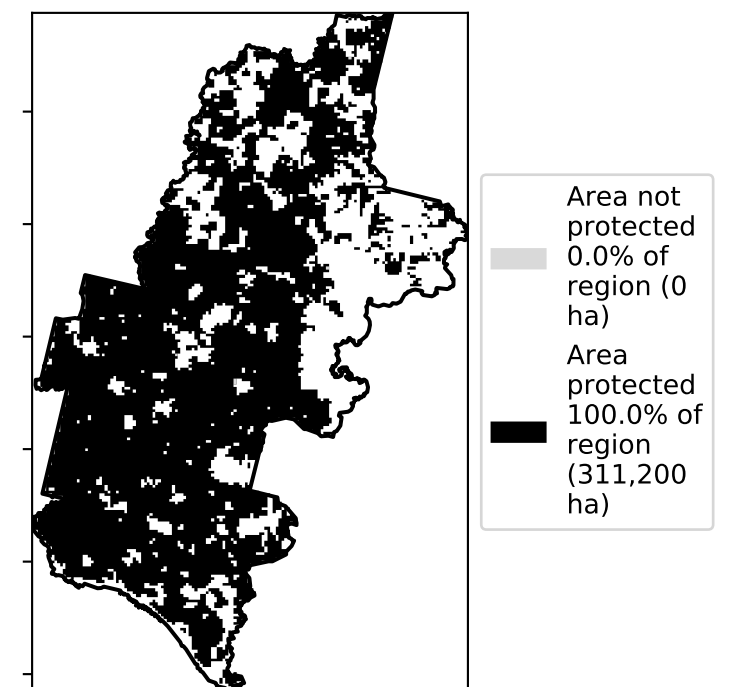 Area not
protected
0.0% of
region (0
ha)
Area
protected
100.0% of
region
(311,200
ha)